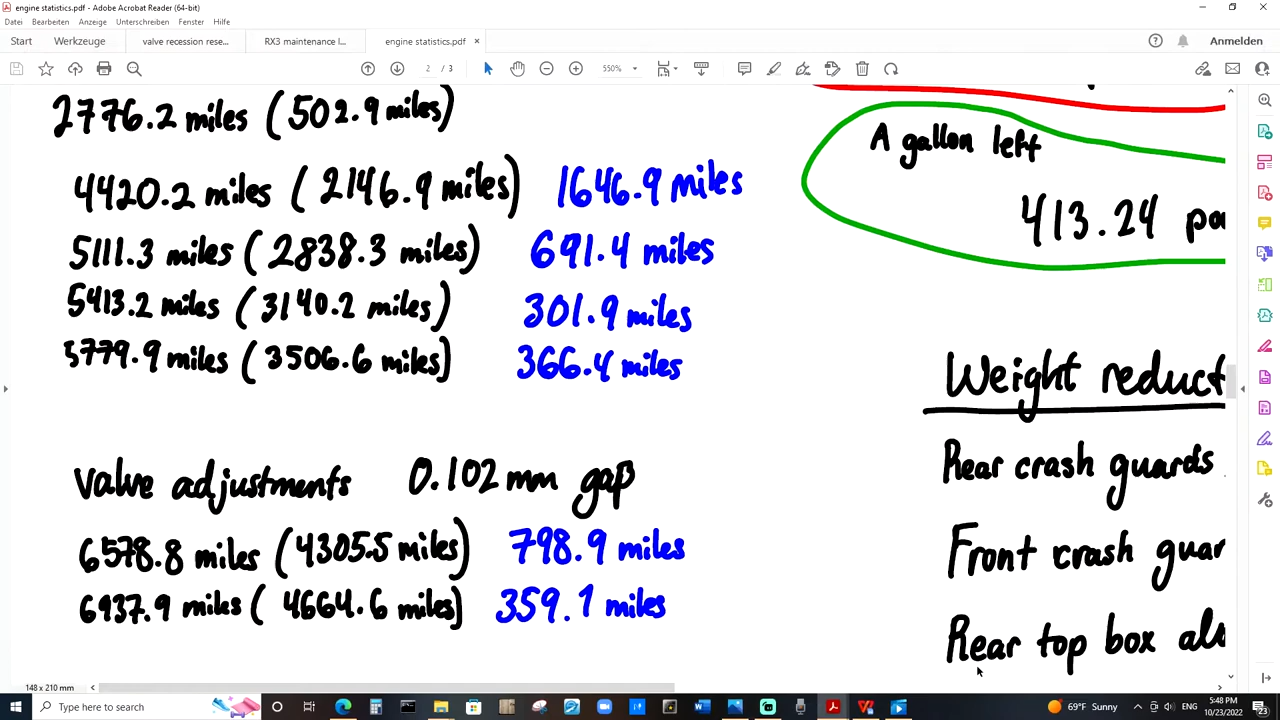 engine statistics.pdf - Adobe Acrobat Reader (64-bit)
Datei Bearbeiten Anzeige Unterschreiben Fenster Hilfe
Start Werkzeuge valve recession rese... RX3 maintenance l... engine statistics.pdf × Anmelden
2 / 3 550%
2776.2 miles (502.9 miles)
4420.2 miles (2146.9 miles) 1646.9 miles
5111.3 miles (2838.3 miles) 691.4 miles
5413.2 miles (3140.2 miles) 301.9 miles
5779.9 miles (3506.6 miles) 366.4 miles
valve adjustments 0.102 mm gap
6578.8 miles (4305.5 miles) 798.9 miles
6937.9 miles (4664.6 miles) 359.1 miles
A gallon left
413.24 po
Weight reduct
Rear crash guards
Front crash guar
Rear top box al
148 x 210 mm
Type here to search
69°F Sunny
5:48 PM
10/23/2022